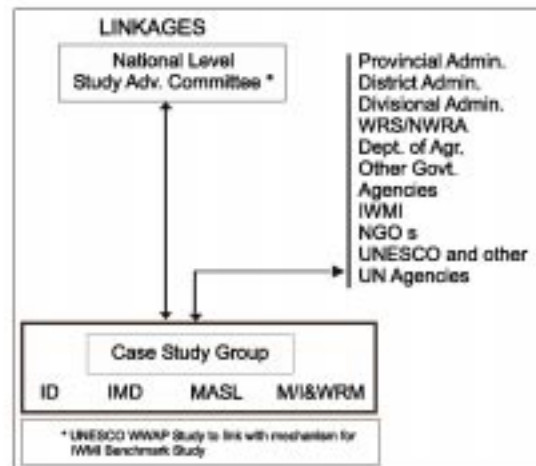 LINKAGES
National Level
Study Adv. Committee *
Provincial Admin.
District Admin.
Divisional Admin.
WRS/NWRA
Dept. of Agr.
Other Govt.
Agencies
IWMI
NGO s
UNESCO and other
UN Agencies
Case Study Group
ID IMD MASL M/I&WRM
* UNESCO WWAP Study to link with mechanism for
IWMI Benchmark Study